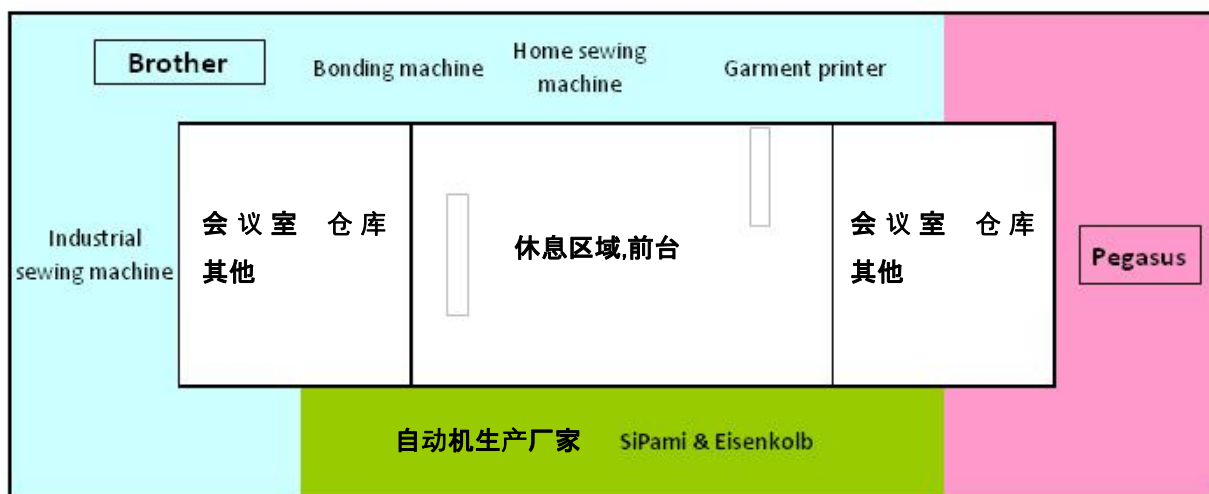 Brother
Bonding machine
Home sewing
machine
Garment printer
Industrial
sewing machine
会议室 仓库
其他
休息区域,前台
会议室 仓库
其他
Pegasus
自动机生产厂家 SiPami & Eisenkolb